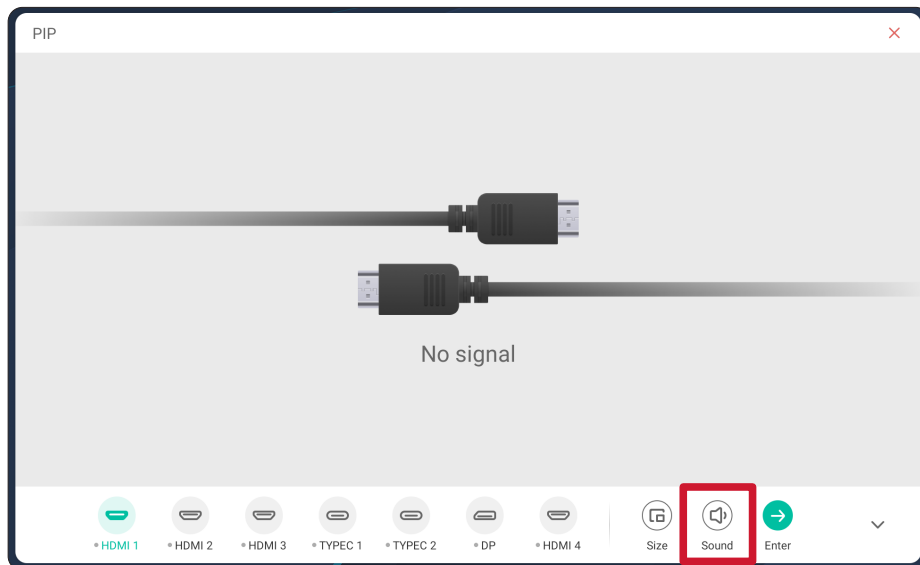 PIP
No signal
HDMI 1
HDMI 2
HDMI 3
TYPEC 1
TYPEC 2
DP
HDMI 4
Size
Sound
Enter